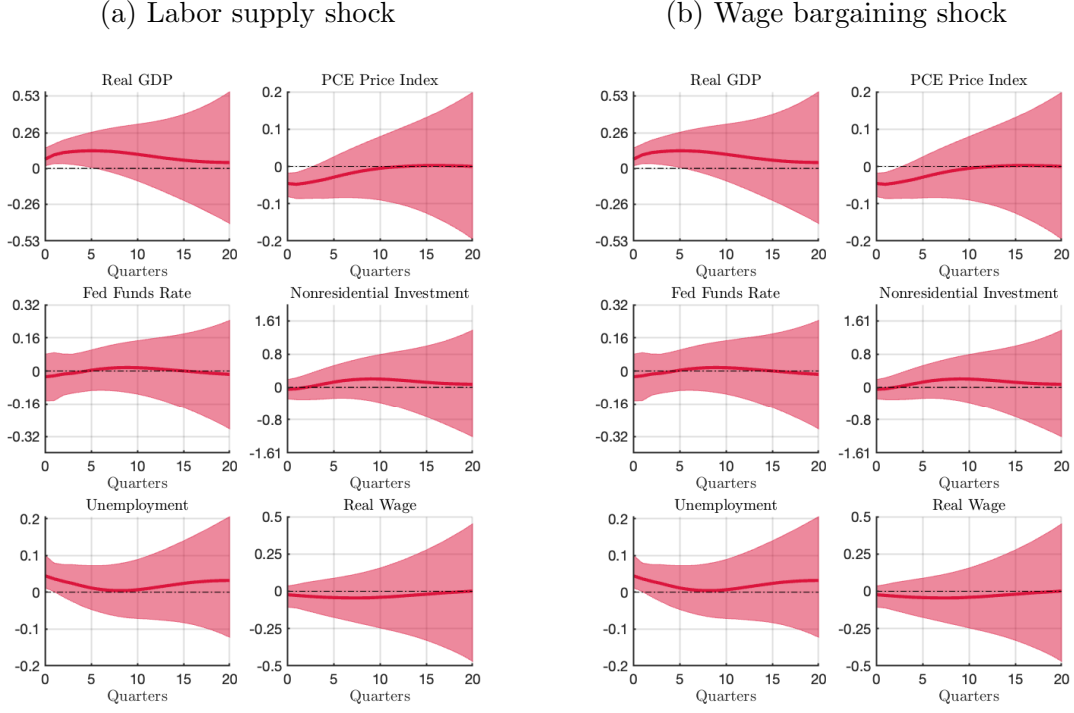 (a) Labor supply shock
(b) Wage bargaining shock
Real GDP
PCE Price Index
0.53
0.26
0
-0.26
-0.53
0 5 10 15 20
Quarters
0.2
0.1
0
-0.1
-0.2
0 5 10 15 20
Quarters
Fed Funds Rate
Nonresidential Investment
0.32
0.16
0
-0.16
-0.32
0 5 10 15 20
Quarters
1.61
0.8
0
-0.8
-1.61
0 5 10 15 20
Quarters
Unemployment
Real Wage
0.2
0.1
0
-0.1
-0.2
0 5 10 15 20
Quarters
0.5
0.25
0
-0.25
-0.5
0 5 10 15 20
Quarters
Real GDP
PCE Price Index
0.53
0.26
0
-0.26
-0.53
0 5 10 15 20
Quarters
0.2
0.1
0
-0.1
-0.2
0 5 10 15 20
Quarters
Fed Funds Rate
Nonresidential Investment
0.32
0.16
0
-0.16
-0.32
0 5 10 15 20
Quarters
1.61
0.8
0
-0.8
-1.61
0 5 10 15 20
Quarters
Unemployment
Real Wage
0.2
0.1
0
-0.1
-0.2
0 5 10 15 20
Quarters
0.5
0.25
0
-0.25
-0.5
0 5 10 15 20
Quarters